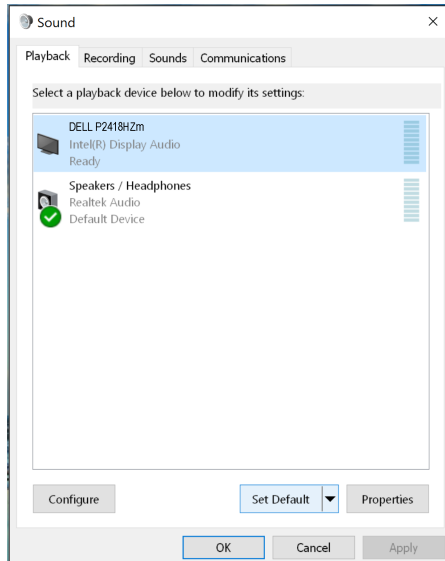 Sound
Playback Recording Sounds Communications
Select a playback device below to modify its settings:
DELL P2418HZm
Intel(R) Display Audio
Ready
Speakers / Headphones
Realtek Audio
Default Device
Configure Set Default Properties
OK Cancel Apply